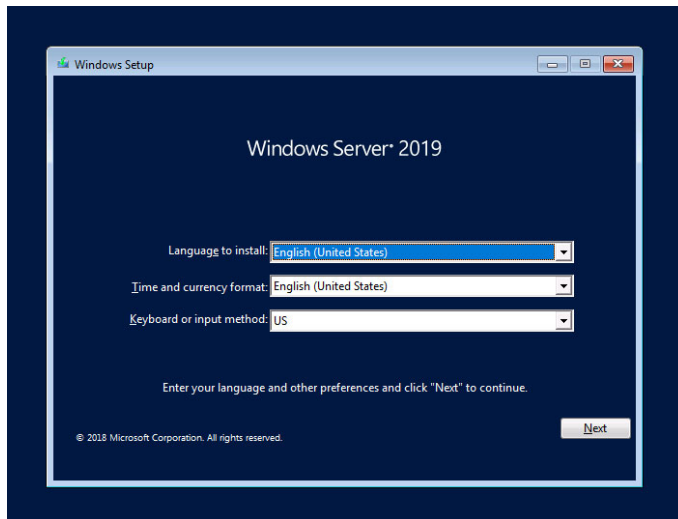 Windows Setup
Windows Server® 2019
Language to install: English (United States)
Time and currency format: English (United States)
Keyboard or input method: US
Enter your language and other preferences and click "Next" to continue.
© 2018 Microsoft Corporation. All rights reserved.
Next